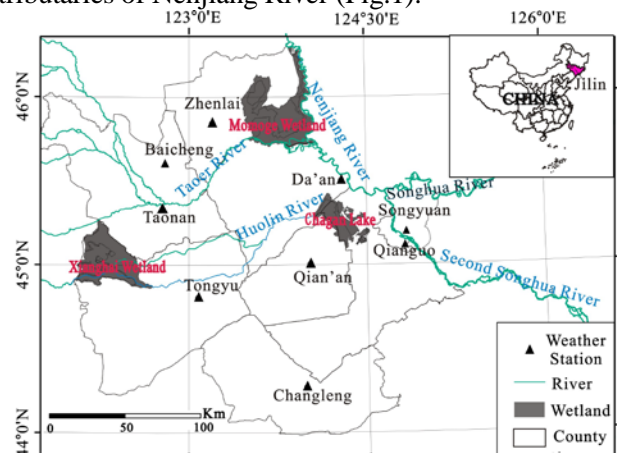 tributaries of Nenjiang River (Fig.1).
123°0'E
124°30'E
126°0'E
46°0'N
45°0'N
44°0'N
Zhenlai
Momoge Wetland
Nenjiang River
CHINA
Jilin
Baicheng
Taoer River
Da'an
Songhua River
Taonan
Huolin River
Chagan Lake
Songyuan
Qianguo
Xianghai Wetland
Second Songhua River
Tongyu
Qian'an
Changleng
Km
0 50 100
Weather
Station
River
Wetland
County